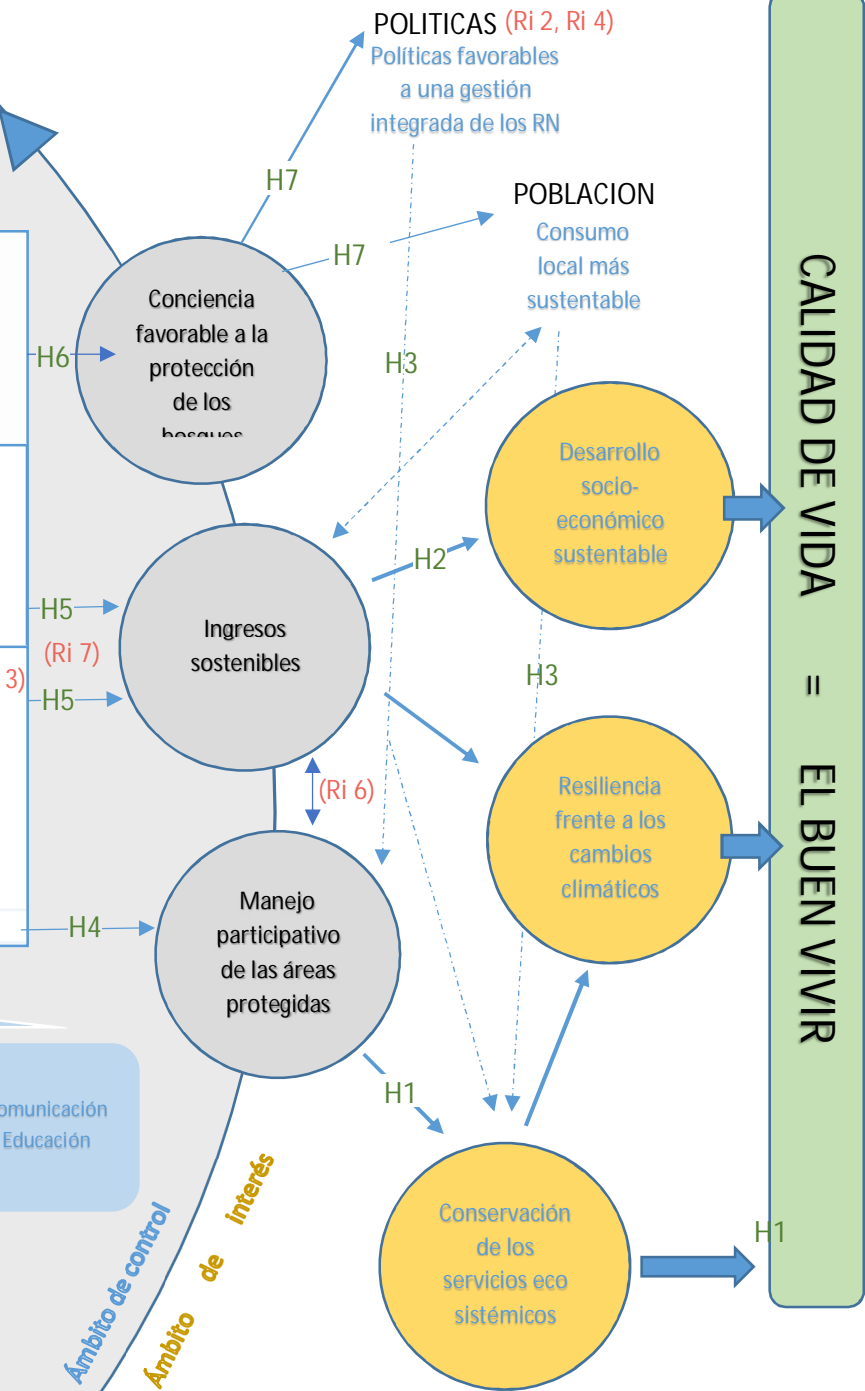 POLITICAS (Ri 2, Ri 4)
Políticas favorables
a una gestión
integrada de los RN
H7
POBLACION
H7
Consumo
local más
sustentable
Conciencia
favorable a la
protección
de los
bosques
H6
H3
Desarrollo
socio-
económico
sustentable
H2
H5
Ingresos
sostenibles
(Ri 7)
3)
H5
H3
(Ri 6)
Resiliencia
frente a los
cambios
climáticos
Manejo
participativo
de las áreas
protegidas
H4
H1
omunicación
Educación
Conservación
de los
servicios eco
sistémicos
H1
Ámbito de control
Ámbito de interés
CALIDAD DE VIDA = EL BUEN VIVIR